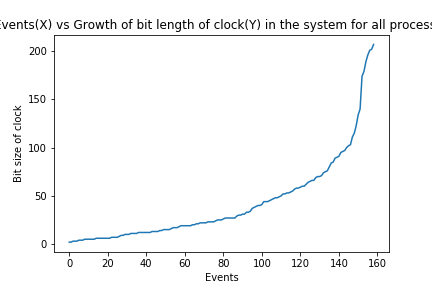 vents(X) vs Growth of bit length of clock(Y) in the system for all process
200
150
100
50
0
Bit size of clock
0 20 40 60 80 100 120 140 160
Events